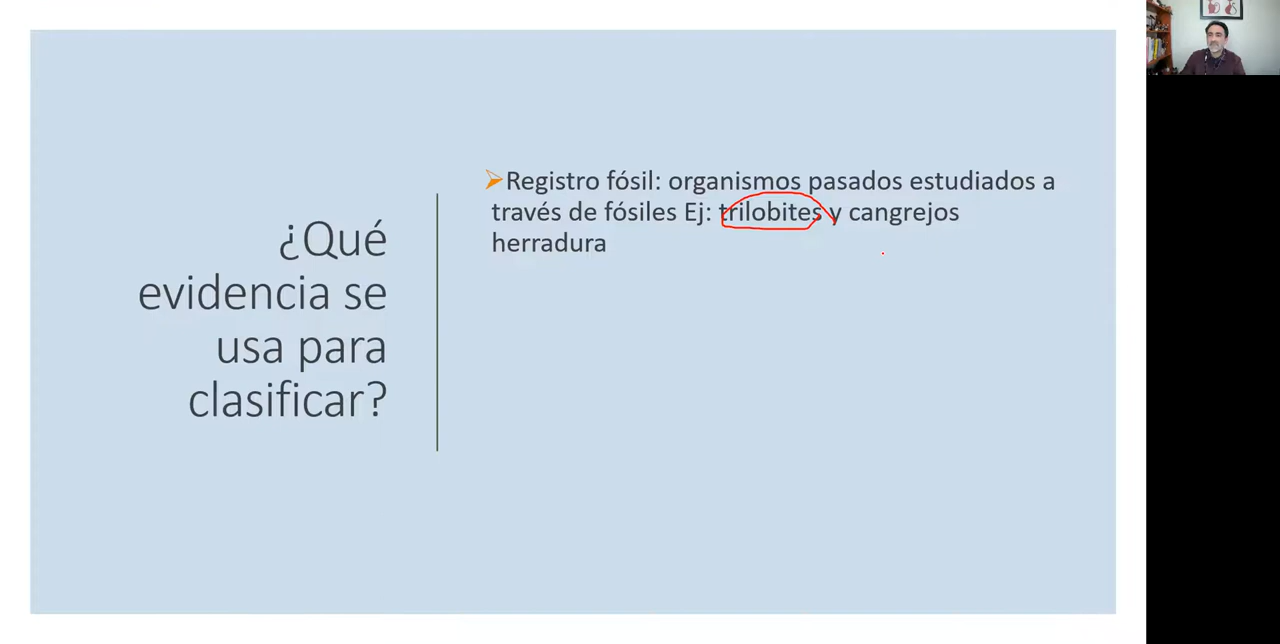 ¿Qué
evidencia se
usa para
clasificar?
Registro fósil: organismos pasados estudiados a
través de fósiles Ej: trilobites y cangrejos
herradura